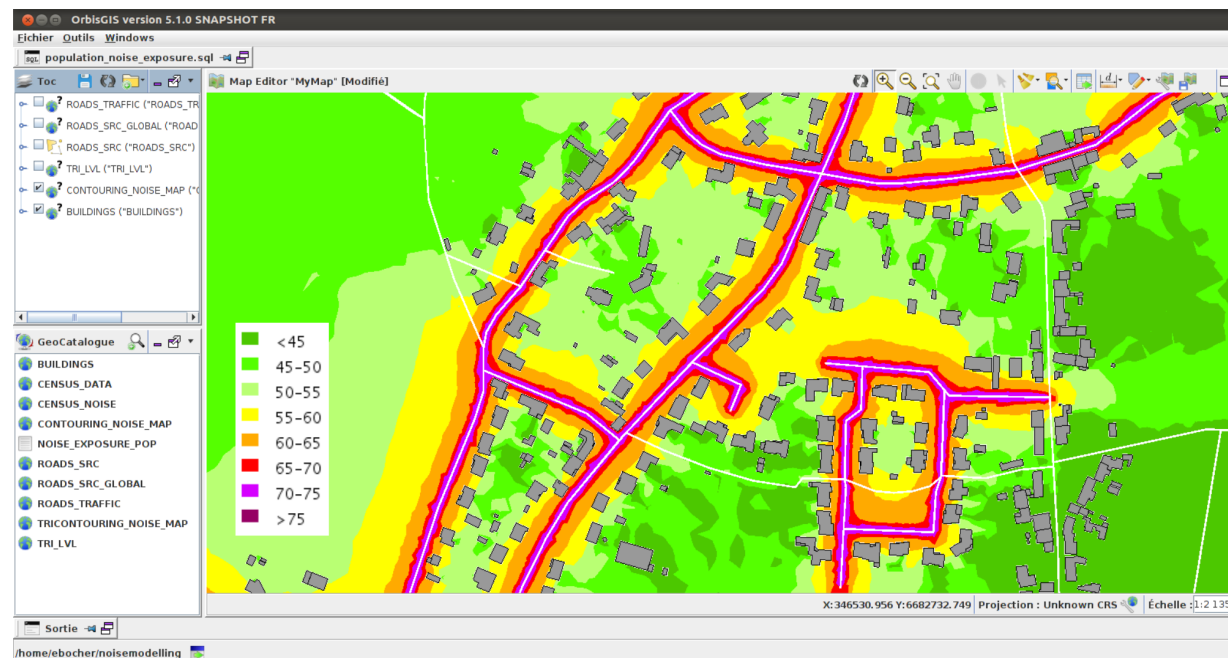 OrbisGIS version 5.1.0 SNAPSHOT FR
Fichier Outils Windows
SQL population_noise_exposure.sql
Toc
Map Editor "MyMap" [Modifié]
ROADS_TRAFFIC ("ROADS_TR
ROADS_SRC_GLOBAL ("ROAD
ROADS_SRC ("ROADS_SRC")
TRI_LVL ("TRI_LVL")
CONTOURING_NOISE_MAP ("C
BUILDINGS ("BUILDINGS")
GeoCatalogue
BUILDINGS
CENSUS_DATA
CENSUS_NOISE
CONTOURING_NOISE_MAP
NOISE_EXPOSURE_POP
ROADS_SRC
ROADS_SRC_GLOBAL
ROADS_TRAFFIC
TRICONTOURING_NOISE_MAP
TRI_LVL
<45
45-50
50-55
55-60
60-65
65-70
70-75
>75
X:346530.956 Y:6682732.749 Projection : Unknown CRS Échelle : 1:2 135
Sortie
/home/ebocher/noisemodelling